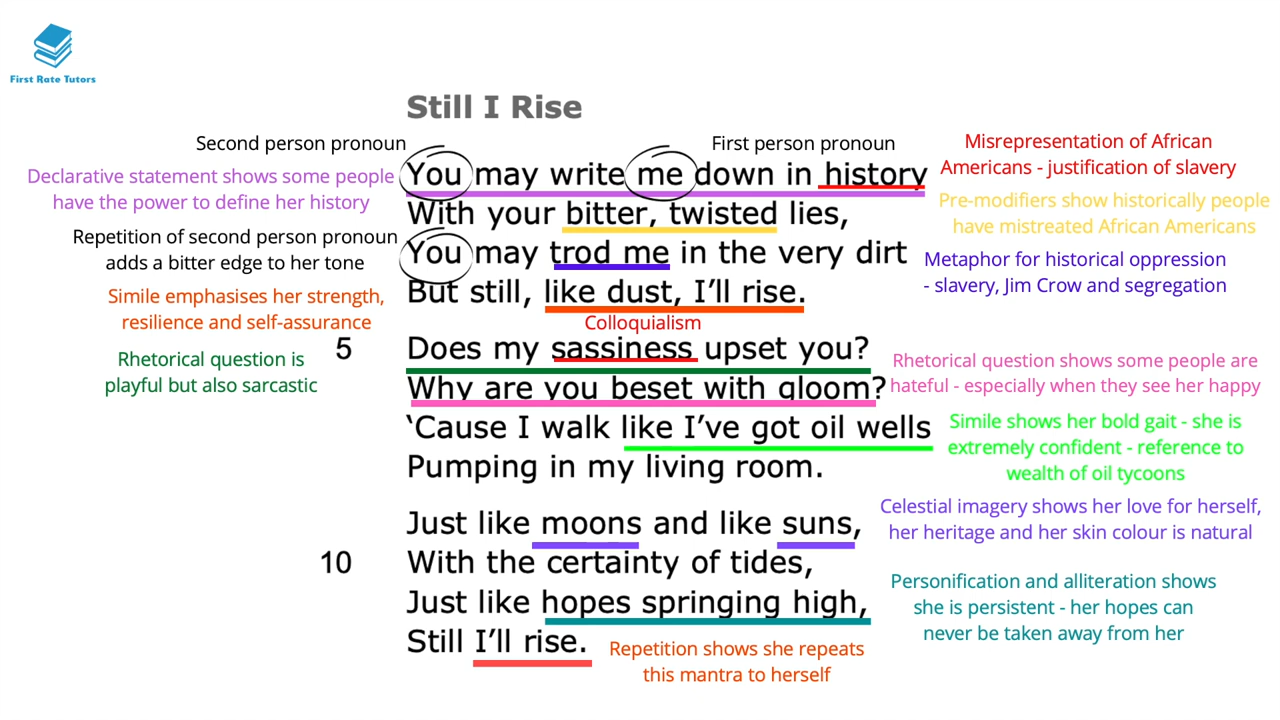 First Rate Tutors
Still I Rise
Second person pronoun
First person pronoun
Misrepresentation of African
Americans - justification of slavery
Declarative statement shows some people
have the power to define her history
You may write me down in history
Pre-modifiers show historically people
have mistreated African Americans
With your bitter, twisted lies,
Repetition of second person pronoun
adds a bitter edge to her tone
You may trod me in the very dirt
Metaphor for historical oppression
- slavery, Jim Crow and segregation
Simile emphasises her strength,
resilience and self-assurance
But still, like dust, I'll rise.
Colloquialism
5
Does my sassiness upset you?
Rhetorical question is
playful but also sarcastic
Rhetorical question shows some people are
hateful - especially when they see her happy
Why are you beset with gloom?
'Cause I walk like I've got oil wells
Simile shows her bold gait - she is
extremely confident - reference to
wealth of oil tycoons
Pumping in my living room.
Celestial imagery shows her love for herself,
her heritage and her skin colour is natural
Just like moons and like suns,
10
With the certainty of tides,
Personification and alliteration shows
she is persistent - her hopes can
never be taken away from her
Just like hopes springing high,
Still I'll rise.
Repetition shows she repeats
this mantra to herself